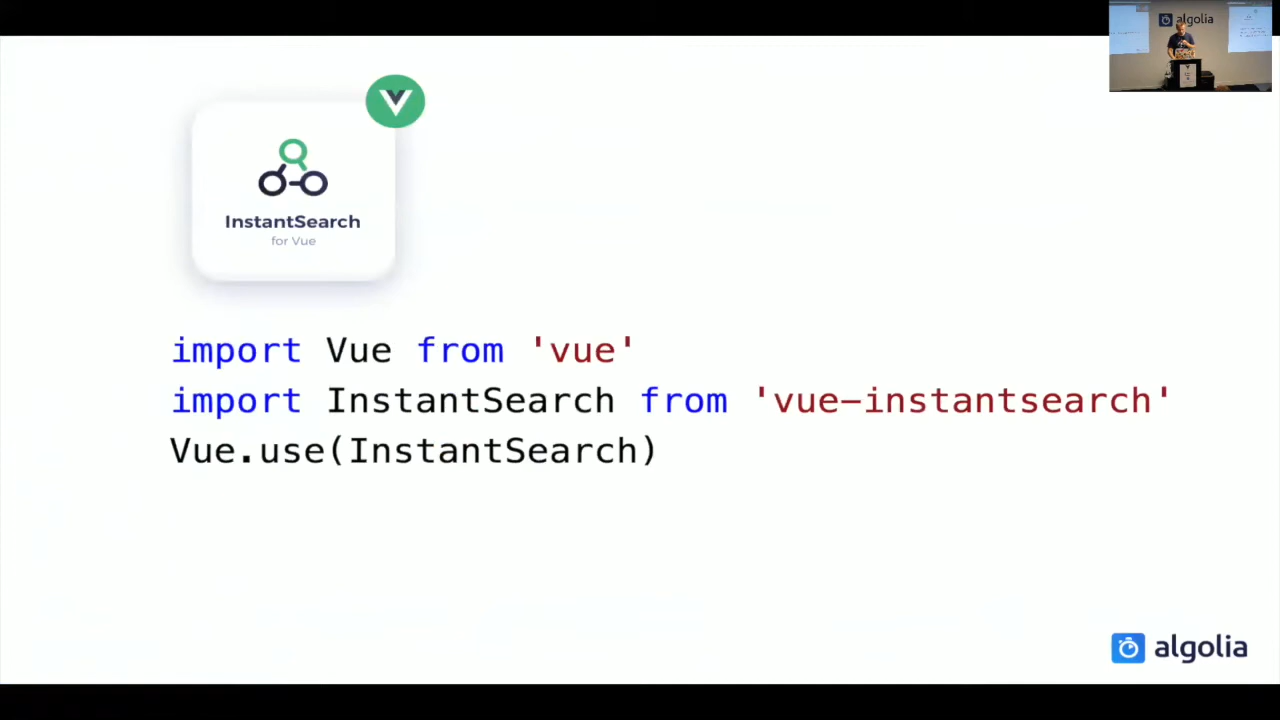 algolia
InstantSearch
for Vue
import Vue from 'vue'
import InstantSearch from 'vue-instantsearch'
Vue.use(InstantSearch)
algolia